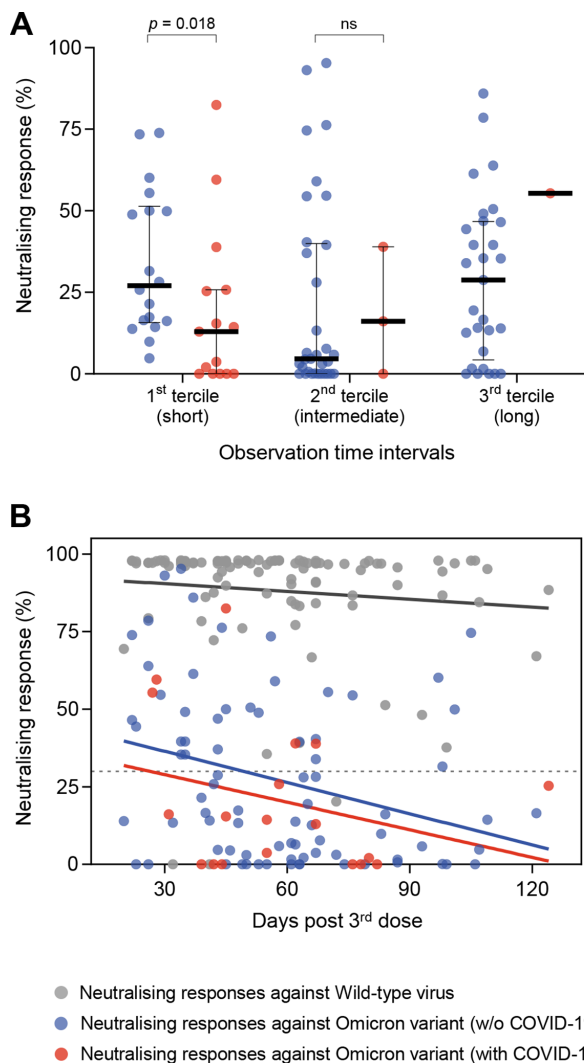 A
p = 0.018
ns
Neutralising response (%)
100
75
50
25
0
1st tercile
(short)
2nd tercile
(intermediate)
3rd tercile
(long)
Observation time intervals
B
Neutralising response (%)
100
75
50
25
0
30
60
90
120
Days post 3rd dose
Neutralising responses against Wild-type virus
Neutralising responses against Omicron variant (w/o COVID-1
Neutralising responses against Omicron variant (with COVID-1